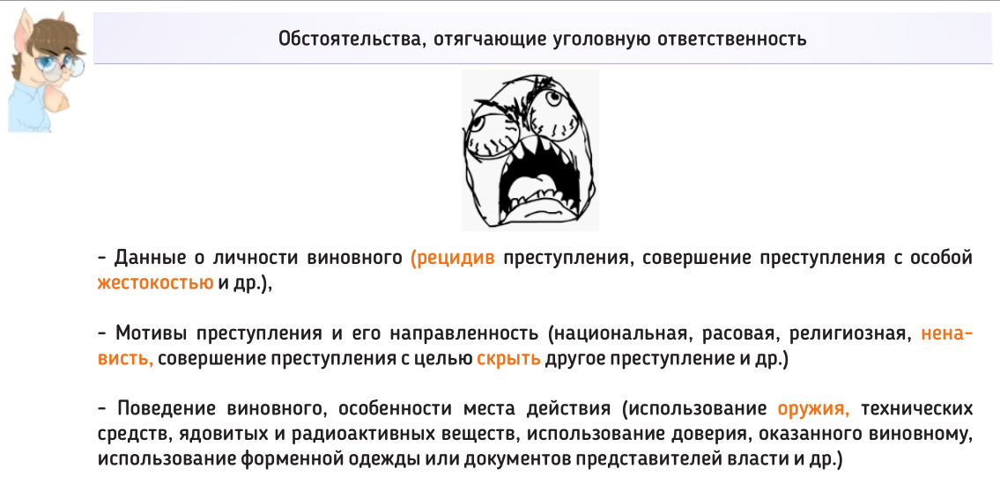 Обстоятельства, отягчающие уголовную ответственность
- Данные о личности виновного (рецидив преступления, совершение преступления с особой
жестокостью и др.),
- Мотивы преступления и его направленность (национальная, расовая, религиозная, нена-
висть, совершение преступления с целью скрыть другое преступление и др.)
- Поведение виновного, особенности места действия (использование оружия, технических
средств, ядовитых и радиоактивных веществ, использование доверия, оказанного виновному,
использование форменной одежды или документов представителей власти и др.)